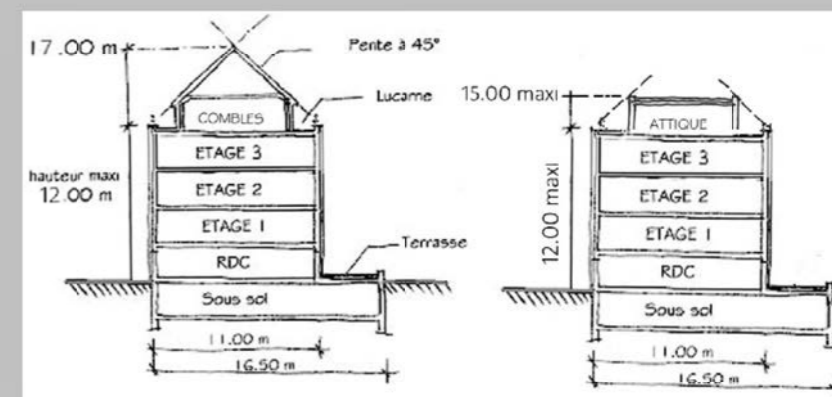 17.00 m
Pente à 45°
Lucarne
COMBLES
ETAGE 3
hauteur maxi
12.00 m
ETAGE 2
ETAGE 1
Terrasse
RDC
Sous sol
11.00 m
16.50 m
15.00 maxi
ATTIQUE
ETAGE 3
12.00 maxi
ETAGE 2
ETAGE 1
RDC
Sous sol
11.00 m
16.50 m